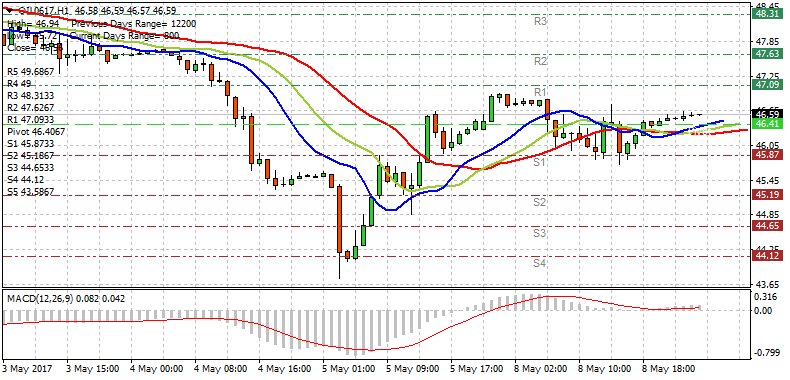 OIL0617,H1 46.58 46.59 46.57 46.59
High= 46.94 Previous Days Range= 12200
Current Days Range= 800
Close=
R5 49.6867
R4 49
R3 48.3133
R2 47.6267
R1 47.0933
Pivot 46.4067
S1 45.8733
S2 45.1867
S3 44.6533
S4 44.12
S5 43.5867
R3
R2
R1
S1
S2
S3
S4
48.45
48.31
47.85
47.63
47.25
47.09
46.59
46.41
46.05
45.87
45.45
45.19
44.85
44.65
44.12
43.65
MACD(12,26,9) 0.082 0.042
0.316
0.00
-0.799
3 May 2017
3 May 15:00
4 May 00:00
4 May 08:00
4 May 16:00
5 May 01:00
5 May 09:00
5 May 17:00
8 May 02:00
8 May 10:00
8 May 18:00